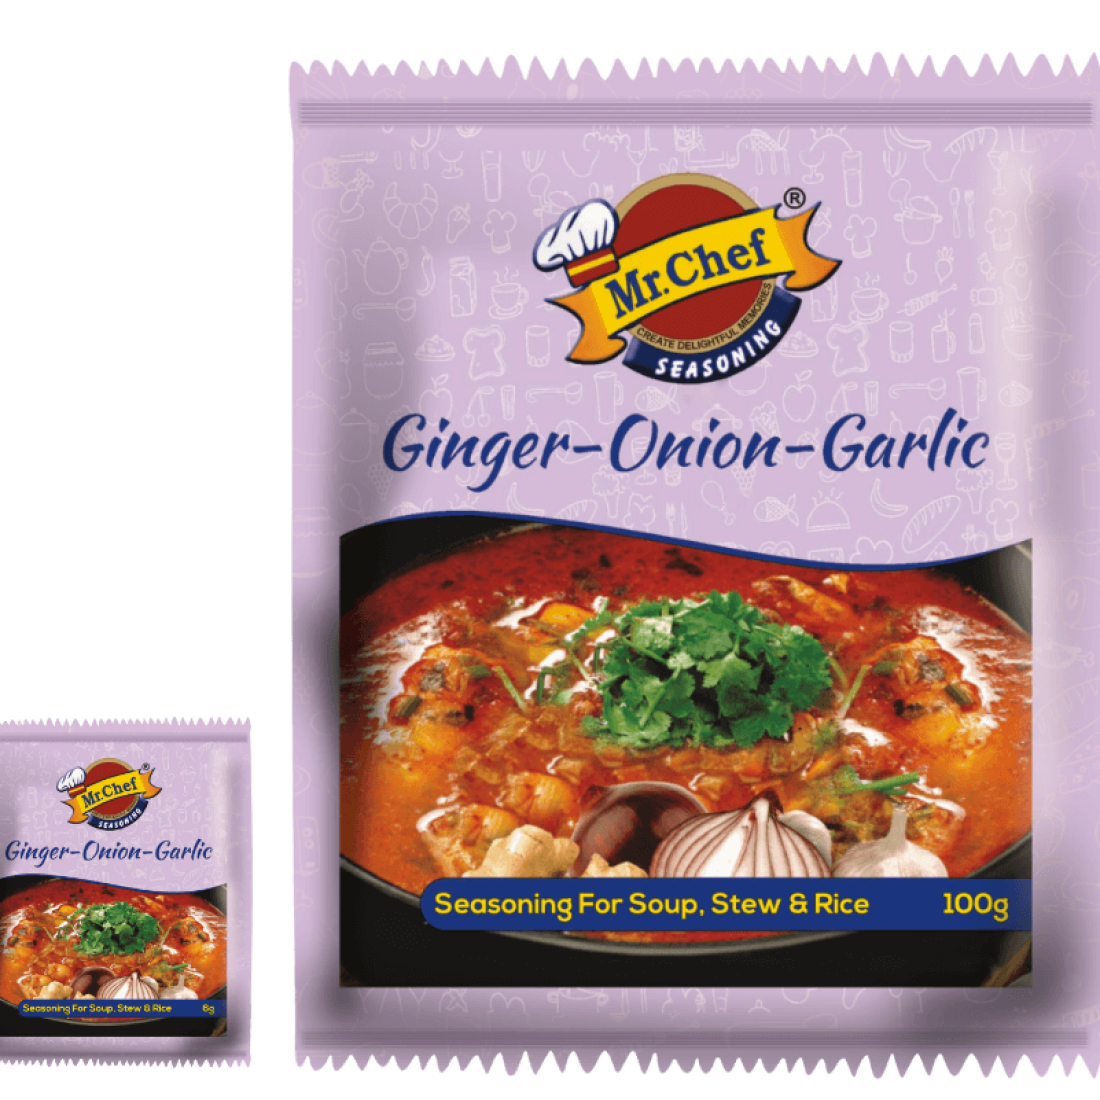 Mr.Chef
®
CREATE DELIGHTFUL MEMORIES
SEASONING
Ginger-Onion-Garlic
Seasoning For Soup, Stew & Rice
100g
Mr.Chef
®
SEASONING
Ginger-Onion-Garlic
Seasoning For Soup, Stew & Rice
6g